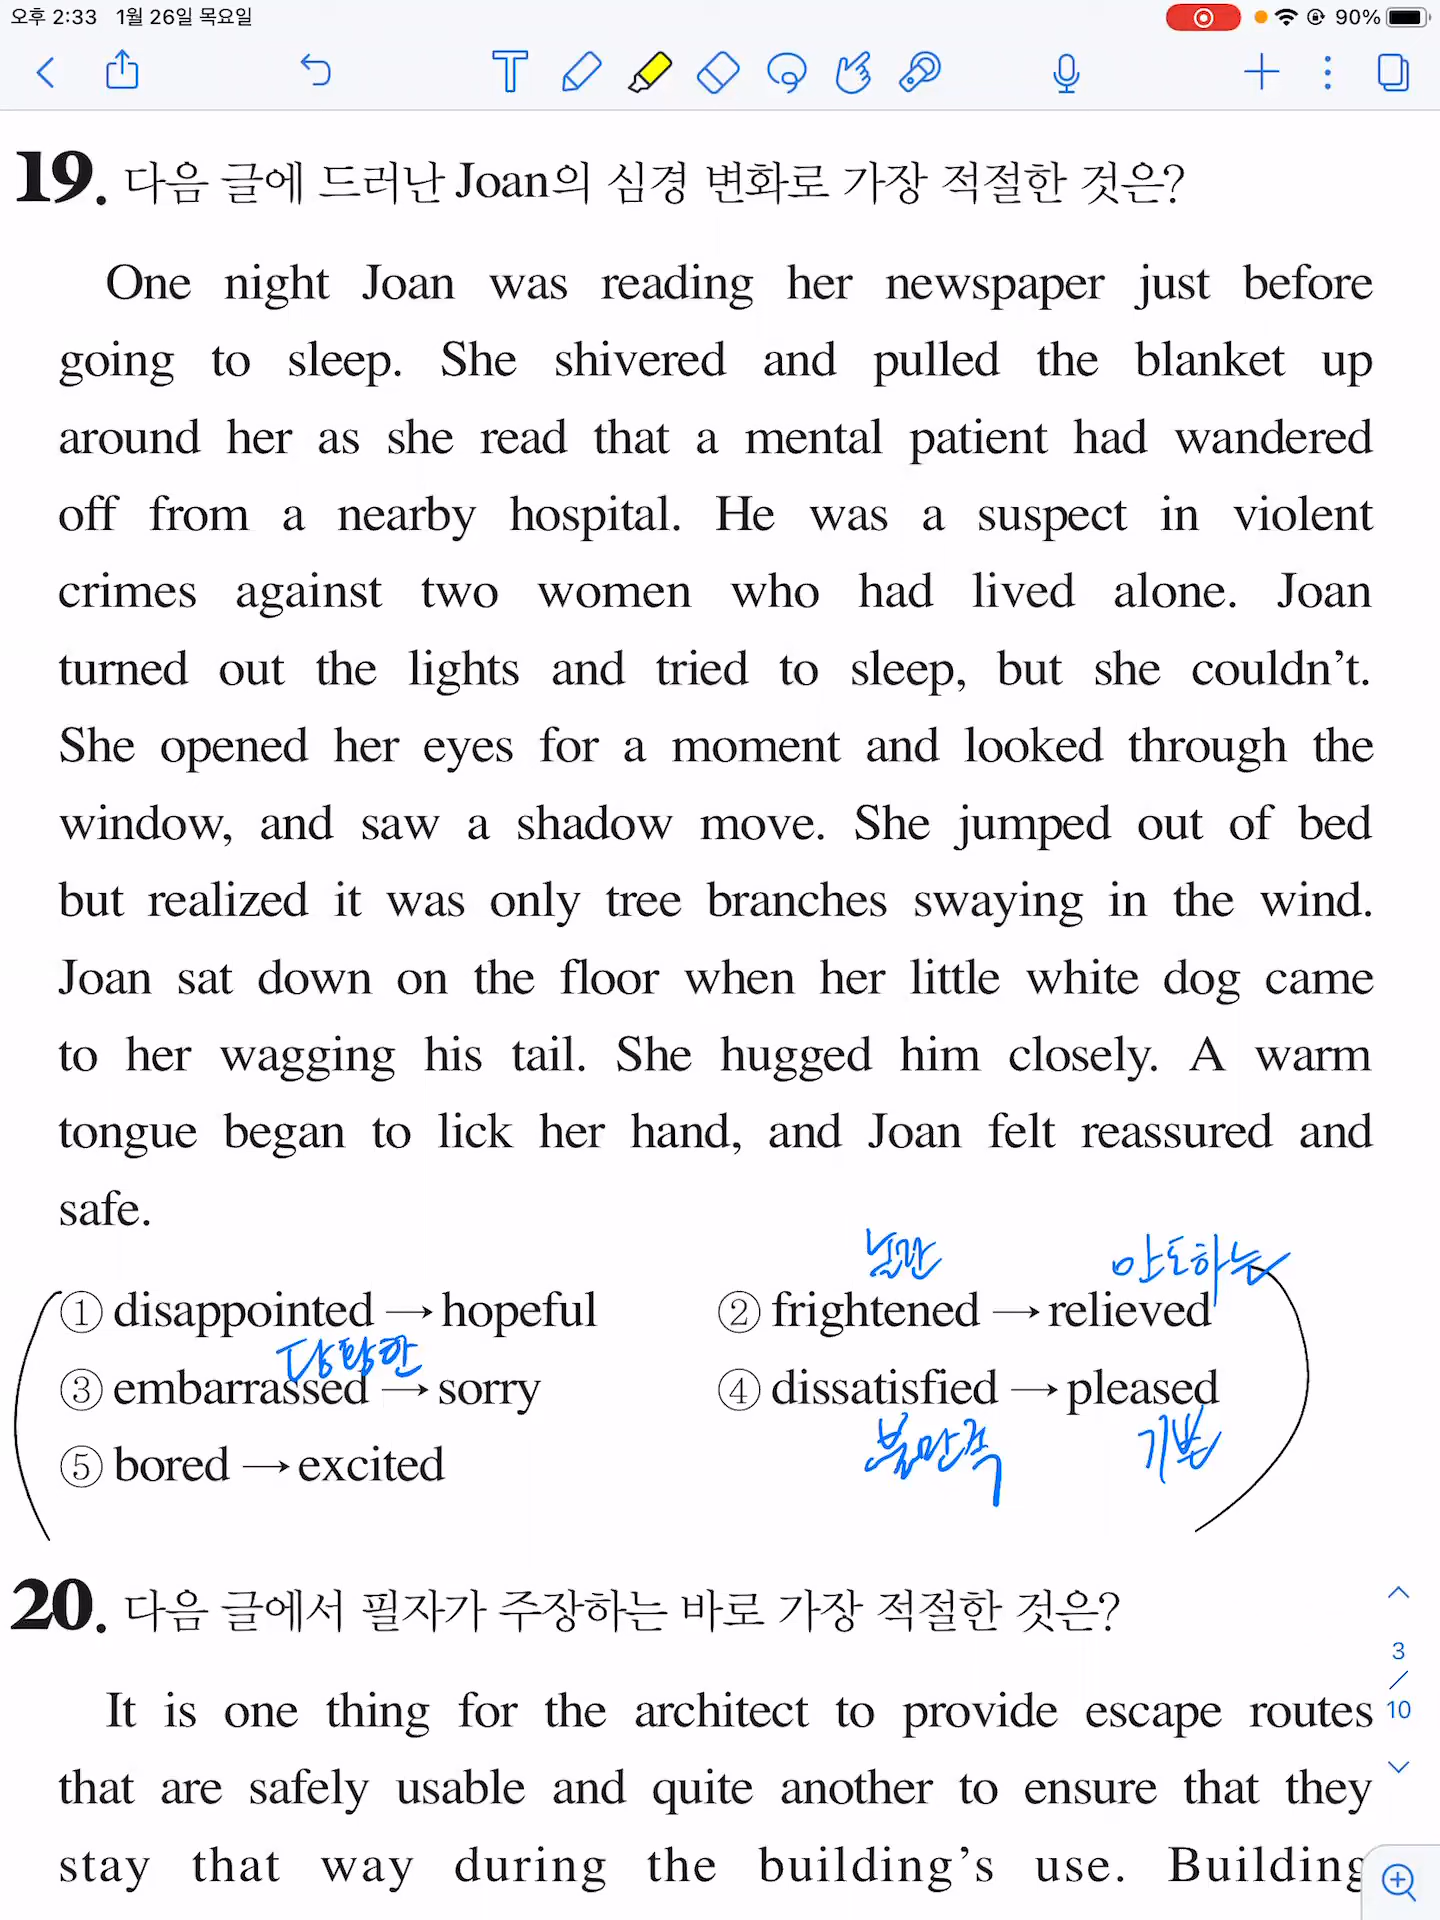 오후 2:33 1월 26일 목요일 90%
19. 다음 글에 드러난 Joan의 심경 변화로 가장 적절한 것은?
One night Joan was reading her newspaper just before
going to sleep. She shivered and pulled the blanket up
around her as she read that a mental patient had wandered
off from a nearby hospital. He was a suspect in violent
crimes against two women who had lived alone. Joan
turned out the lights and tried to sleep, but she couldn't.
She opened her eyes for a moment and looked through the
window, and saw a shadow move. She jumped out of bed
but realized it was only tree branches swaying in the wind.
Joan sat down on the floor when her little white dog came
to her wagging his tail. She hugged him closely. A warm
tongue began to lick her hand, and Joan felt reassured and
safe.
안도하는
① disappointed → hopeful ② frightened → relieved
당황한
③ embarrassed → sorry ④ dissatisfied → pleased
불만족 기쁜
⑤ bored → excited
20. 다음 글에서 필자가 주장하는 바로 가장 적절한 것은?
It is one thing for the architect to provide escape routes
that are safely usable and quite another to ensure that they
stay that way during the building's use. Building
3
/
10